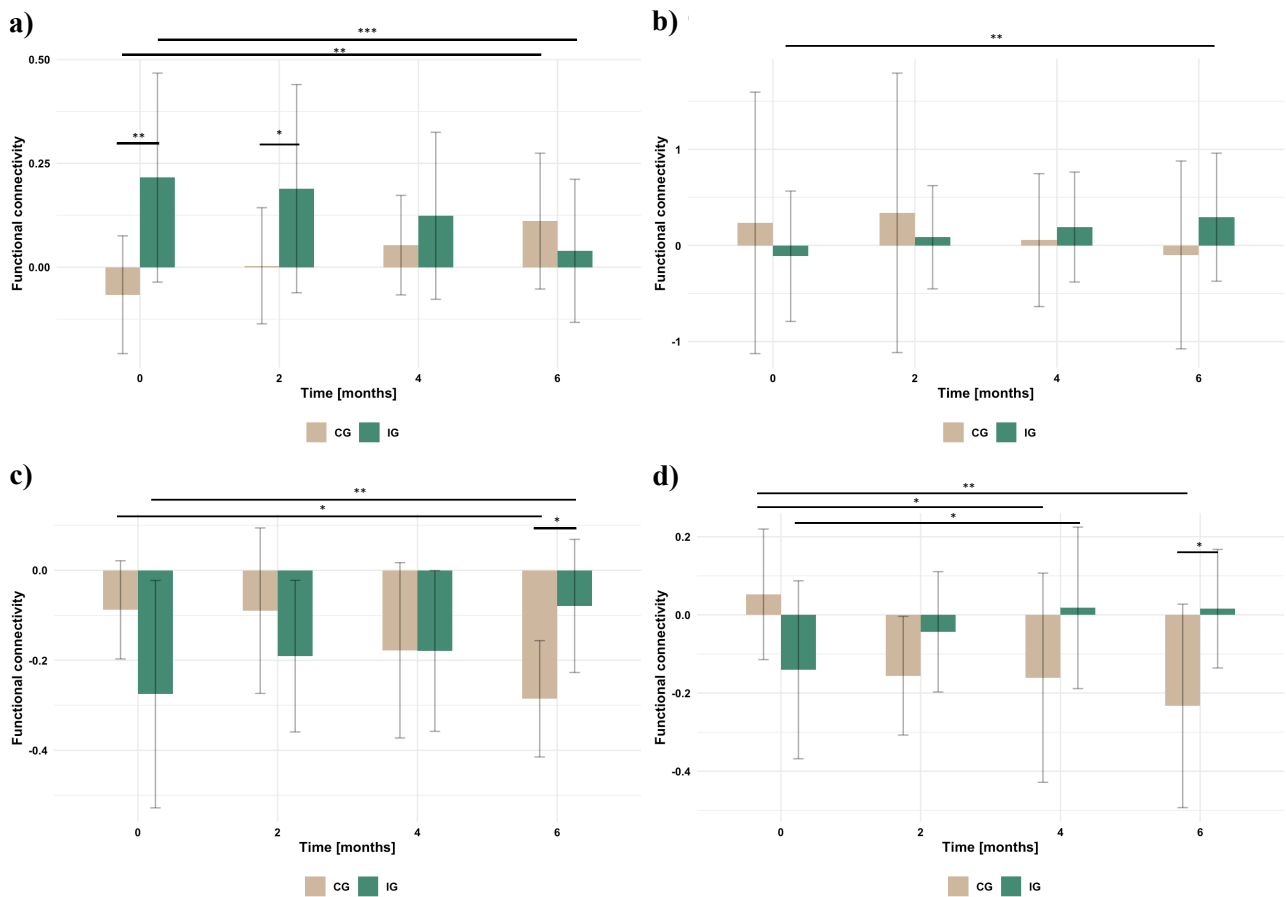 a)
***
**
0.50
**
*
0.25
0.00
Functional connectivity
0 2 4 6
Time [months]
CG IG
b)
**
1
0
-1
Functional connectivity
0 2 4 6
Time [months]
CG IG
c)
**
*
*
0.0
-0.2
-0.4
Functional connectivity
0 2 4 6
Time [months]
CG IG
d)
**
*
*
0.2
*
0.0
-0.2
-0.4
Functional connectivity
0 2 4 6
Time [months]
CG IG